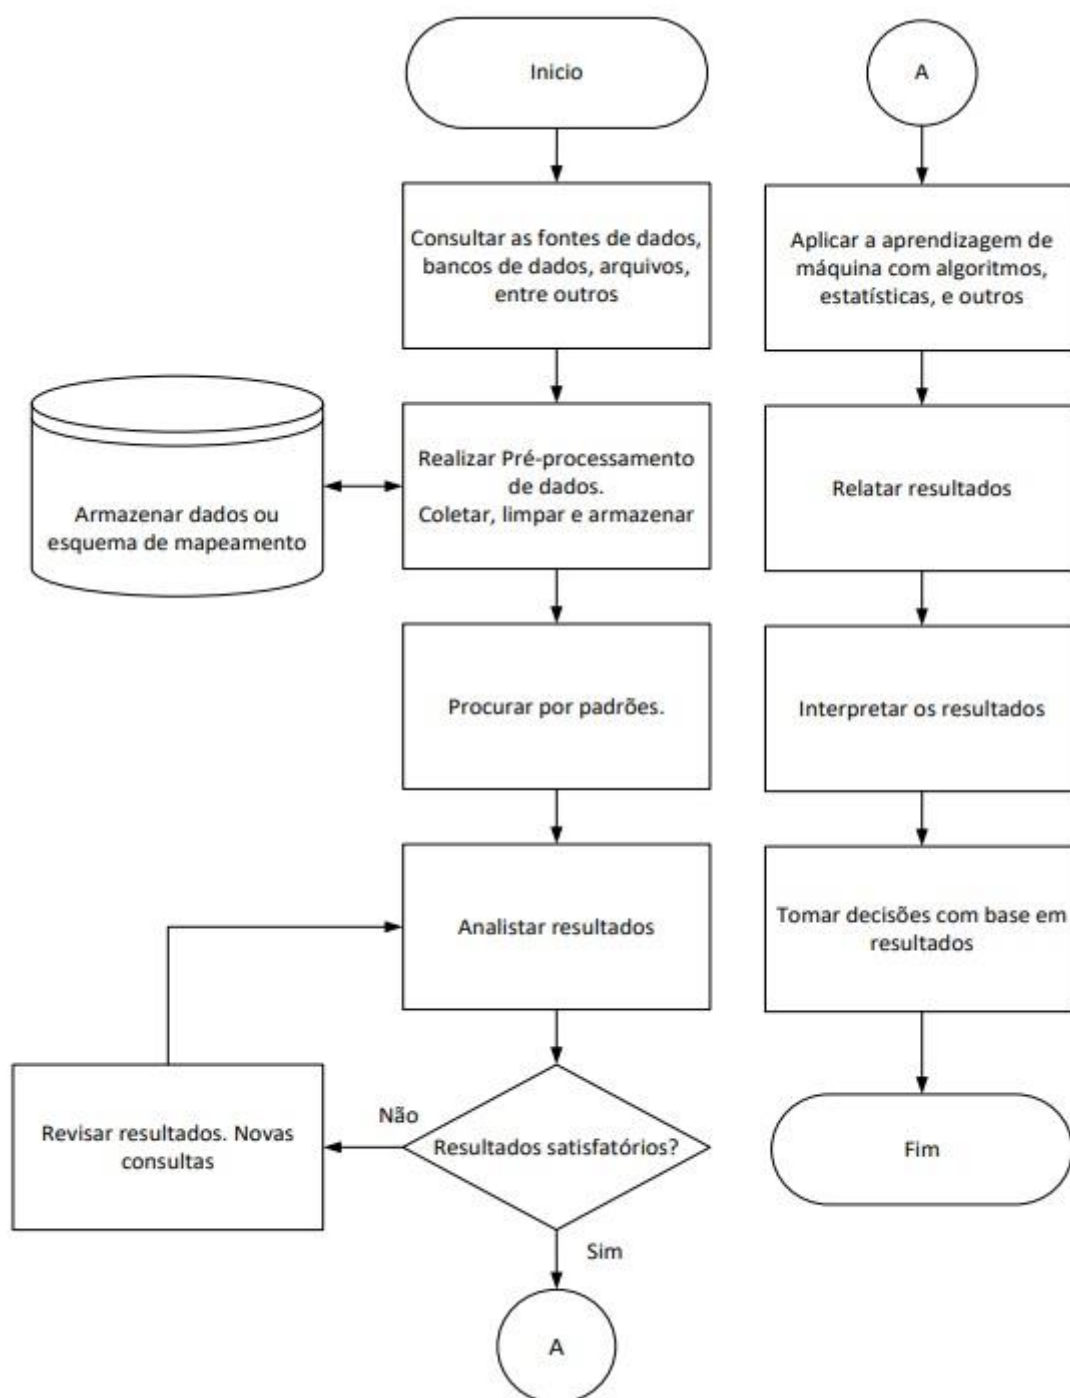 Inicio
Consultar as fontes de dados,
bancos de dados, arquivos,
entre outros
Armazenar dados ou
esquema de mapeamento
Realizar Pré-processamento
de dados.
Coletar, limpar e armazenar
Procurar por padrões.
Analistar resultados
Resultados satisfatórios?
Não
Revisar resultados. Novas
consultas
Sim
A
A
Aplicar a aprendizagem de
máquina com algoritmos,
estatísticas, e outros
Relatar resultados
Interpretar os resultados
Tomar decisões com base em
resultados
Fim